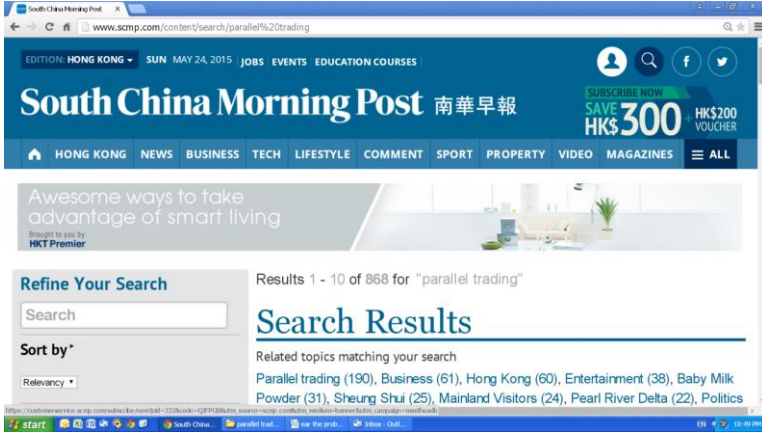 South China Morning Post
www.scmp.com/content/search/parallel%20trading
EDITION: HONG KONG SUN MAY 24, 2015 JOBS EVENTS EDUCATION COURSES
South China Morning Post 南華早報
SUBSCRIBE NOW
SAVE HK$300 + HK$200 VOUCHER
HONG KONG NEWS BUSINESS TECH LIFESTYLE COMMENT SPORT PROPERTY VIDEO MAGAZINES ALL
Awesome ways to take
advantage of smart living
Brought to you by
HKT Premier
Refine Your Search
Search
Sort by*
Relevancy
Results 1 - 10 of 868 for "parallel trading"
Search Results
Related topics matching your search
Parallel trading (190), Business (61), Hong Kong (60), Entertainment (38), Baby Milk
Powder (31), Sheung Shui (25), Mainland Visitors (24), Pearl River Delta (22), Politics
start South China... parallel trad... ear the prob... Inbox - Outl... EN 10:49 PM